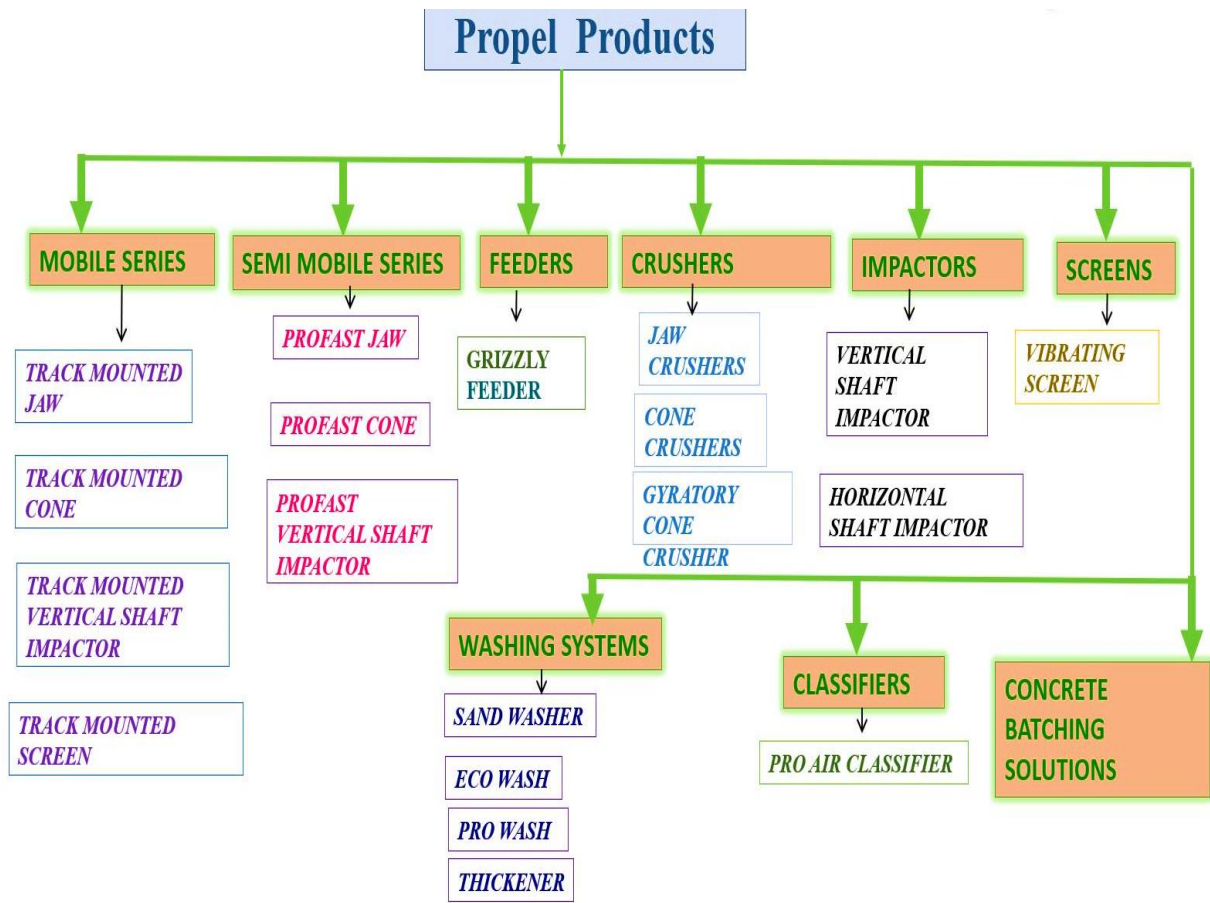 Propel Products
MOBILE SERIES
SEMI MOBILE SERIES
FEEDERS
CRUSHERS
IMPACTORS
SCREENS
TRACK MOUNTED
JAW
TRACK MOUNTED
CONE
TRACK MOUNTED
VERTICAL SHAFT
IMPACTOR
TRACK MOUNTED
SCREEN
PROFAST JAW
PROFAST CONE
PROFAST
VERTICAL SHAFT
IMPACTOR
GRIZZLY
FEEDER
JAW
CRUSHERS
CONE
CRUSHERS
GYRATORY
CONE
CRUSHER
VERTICAL
SHAFT
IMPACTOR
HORIZONTAL
SHAFT IMPACTOR
VIBRATING
SCREEN
WASHING SYSTEMS
SAND WASHER
ECO WASH
PRO WASH
THICKENER
CLASSIFIERS
PRO AIR CLASSIFIER
CONCRETE
BATCHING
SOLUTIONS